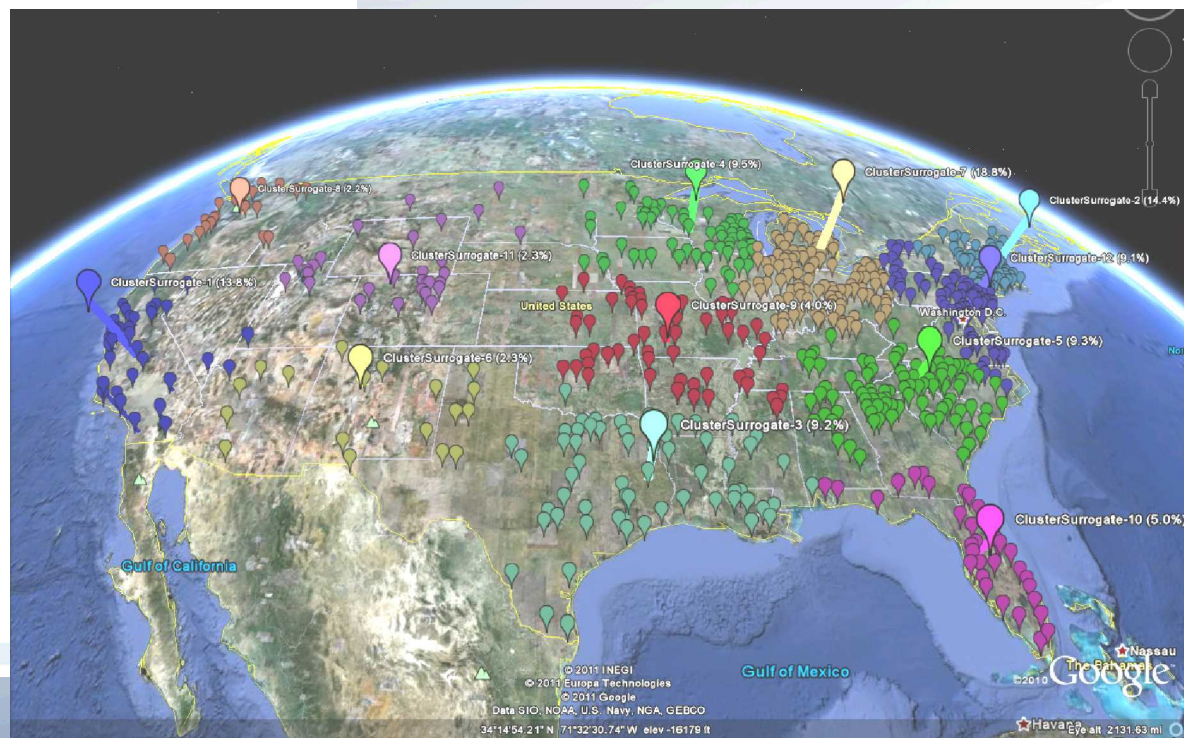 ClusterSurrogate-4 (9.5%)
ClusterSurrogate-7 (18.8%)
ClusterSurrogate-8 (2.2%)
ClusterSurrogate-2 (14.4%)
ClusterSurrogate-11 (2.3%)
ClusterSurrogate-12 (9.1%)
ClusterSurrogate-1 (13.8%)
United States
ClusterSurrogate-9 (4.0%)
Washington D.C.
ClusterSurrogate-5 (9.3%)
ClusterSurrogate-6 (2.3%)
ClusterSurrogate-3 (9.2%)
ClusterSurrogate-10 (5.0%)
Gulf of California
Nassau
The Bahamas
Gulf of Mexico
© 2011 INEGI
© 2011 Europa Technologies
© 2011 Google
Data SIO, NOAA, U.S. Navy, NGA, GEBCO
©2010
Google
Havana
34°14'54.21" N 71°32'30.74" W elev -16179 ft
Eye alt 2131.63 mi